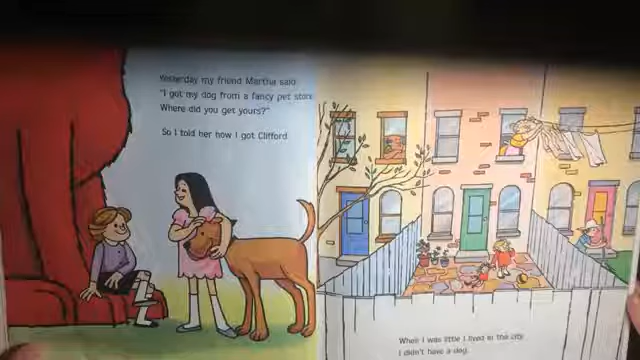 Yesterday my friend Martha said
"I got my dog from a fancy pet store
Where did you get yours?"
So I told her how I got Clifford
When I was little I lived in the city
I didn't have a dog.